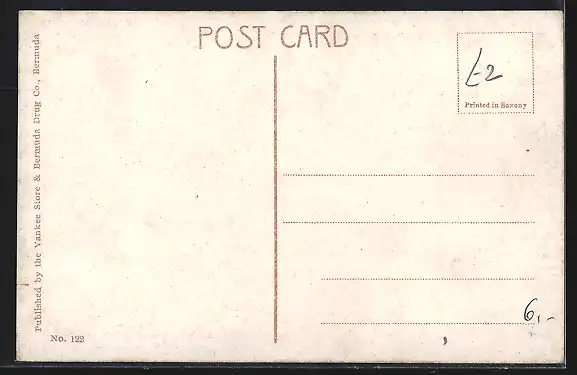 POST CARD
L-2
Printed in Saxony
Published by the Yankee Store & Bermuda Drug Co., Bermuda
No. 122
6,-